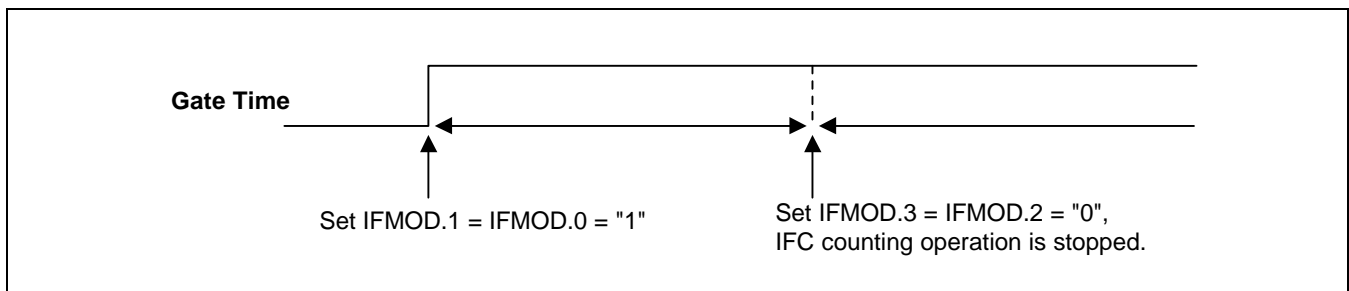 Gate Time
Set IFMOD.1 = IFMOD.0 = "1"
Set IFMOD.3 = IFMOD.2 = "0",
IFC counting operation is stopped.